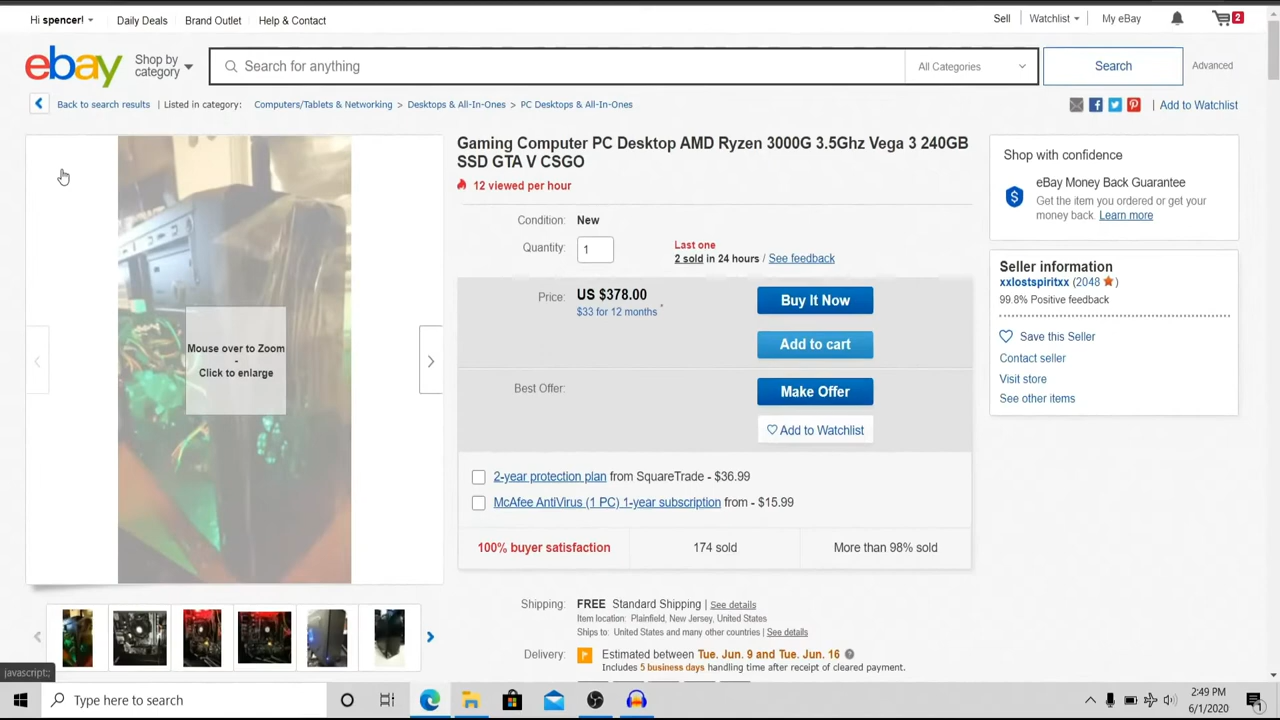 Hi spencer!
Daily Deals
Brand Outlet
Help & Contact
Sell
Watchlist
My eBay
2
ebay
Shop by
category
Search for anything
All Categories
Search
Advanced
Back to search results
Listed in category:
Computers/Tablets & Networking > Desktops & All-In-Ones > PC Desktops & All-In-Ones
Add to Watchlist
Mouse over to Zoom
-
Click to enlarge
Gaming Computer PC Desktop AMD Ryzen 3000G 3.5Ghz Vega 3 240GB
SSD GTA V CSGO
12 viewed per hour
Condition: New
Quantity: 1
Last one
2 sold in 24 hours / See feedback
Price: US $378.00
$33 for 12 months *
Buy It Now
Add to cart
Best Offer:
Make Offer
Add to Watchlist
2-year protection plan from SquareTrade - $36.99
McAfee AntiVirus (1 PC) 1-year subscription from - $15.99
100% buyer satisfaction
174 sold
More than 98% sold
Shipping: FREE Standard Shipping | See details
Item location: Plainfield, New Jersey, United States
Ships to: United States and many other countries | See details
Delivery: Estimated between Tue. Jun. 9 and Tue. Jun. 16
Includes 5 business days handling time after receipt of cleared payment.
Shop with confidence
eBay Money Back Guarantee
Get the item you ordered or get your
money back. Learn more
Seller information
xxlostspiritxx (2048 )
99.8% Positive feedback
Save this Seller
Contact seller
Visit store
See other items
javascript:;
Type here to search
2:49 PM
6/1/2020
1